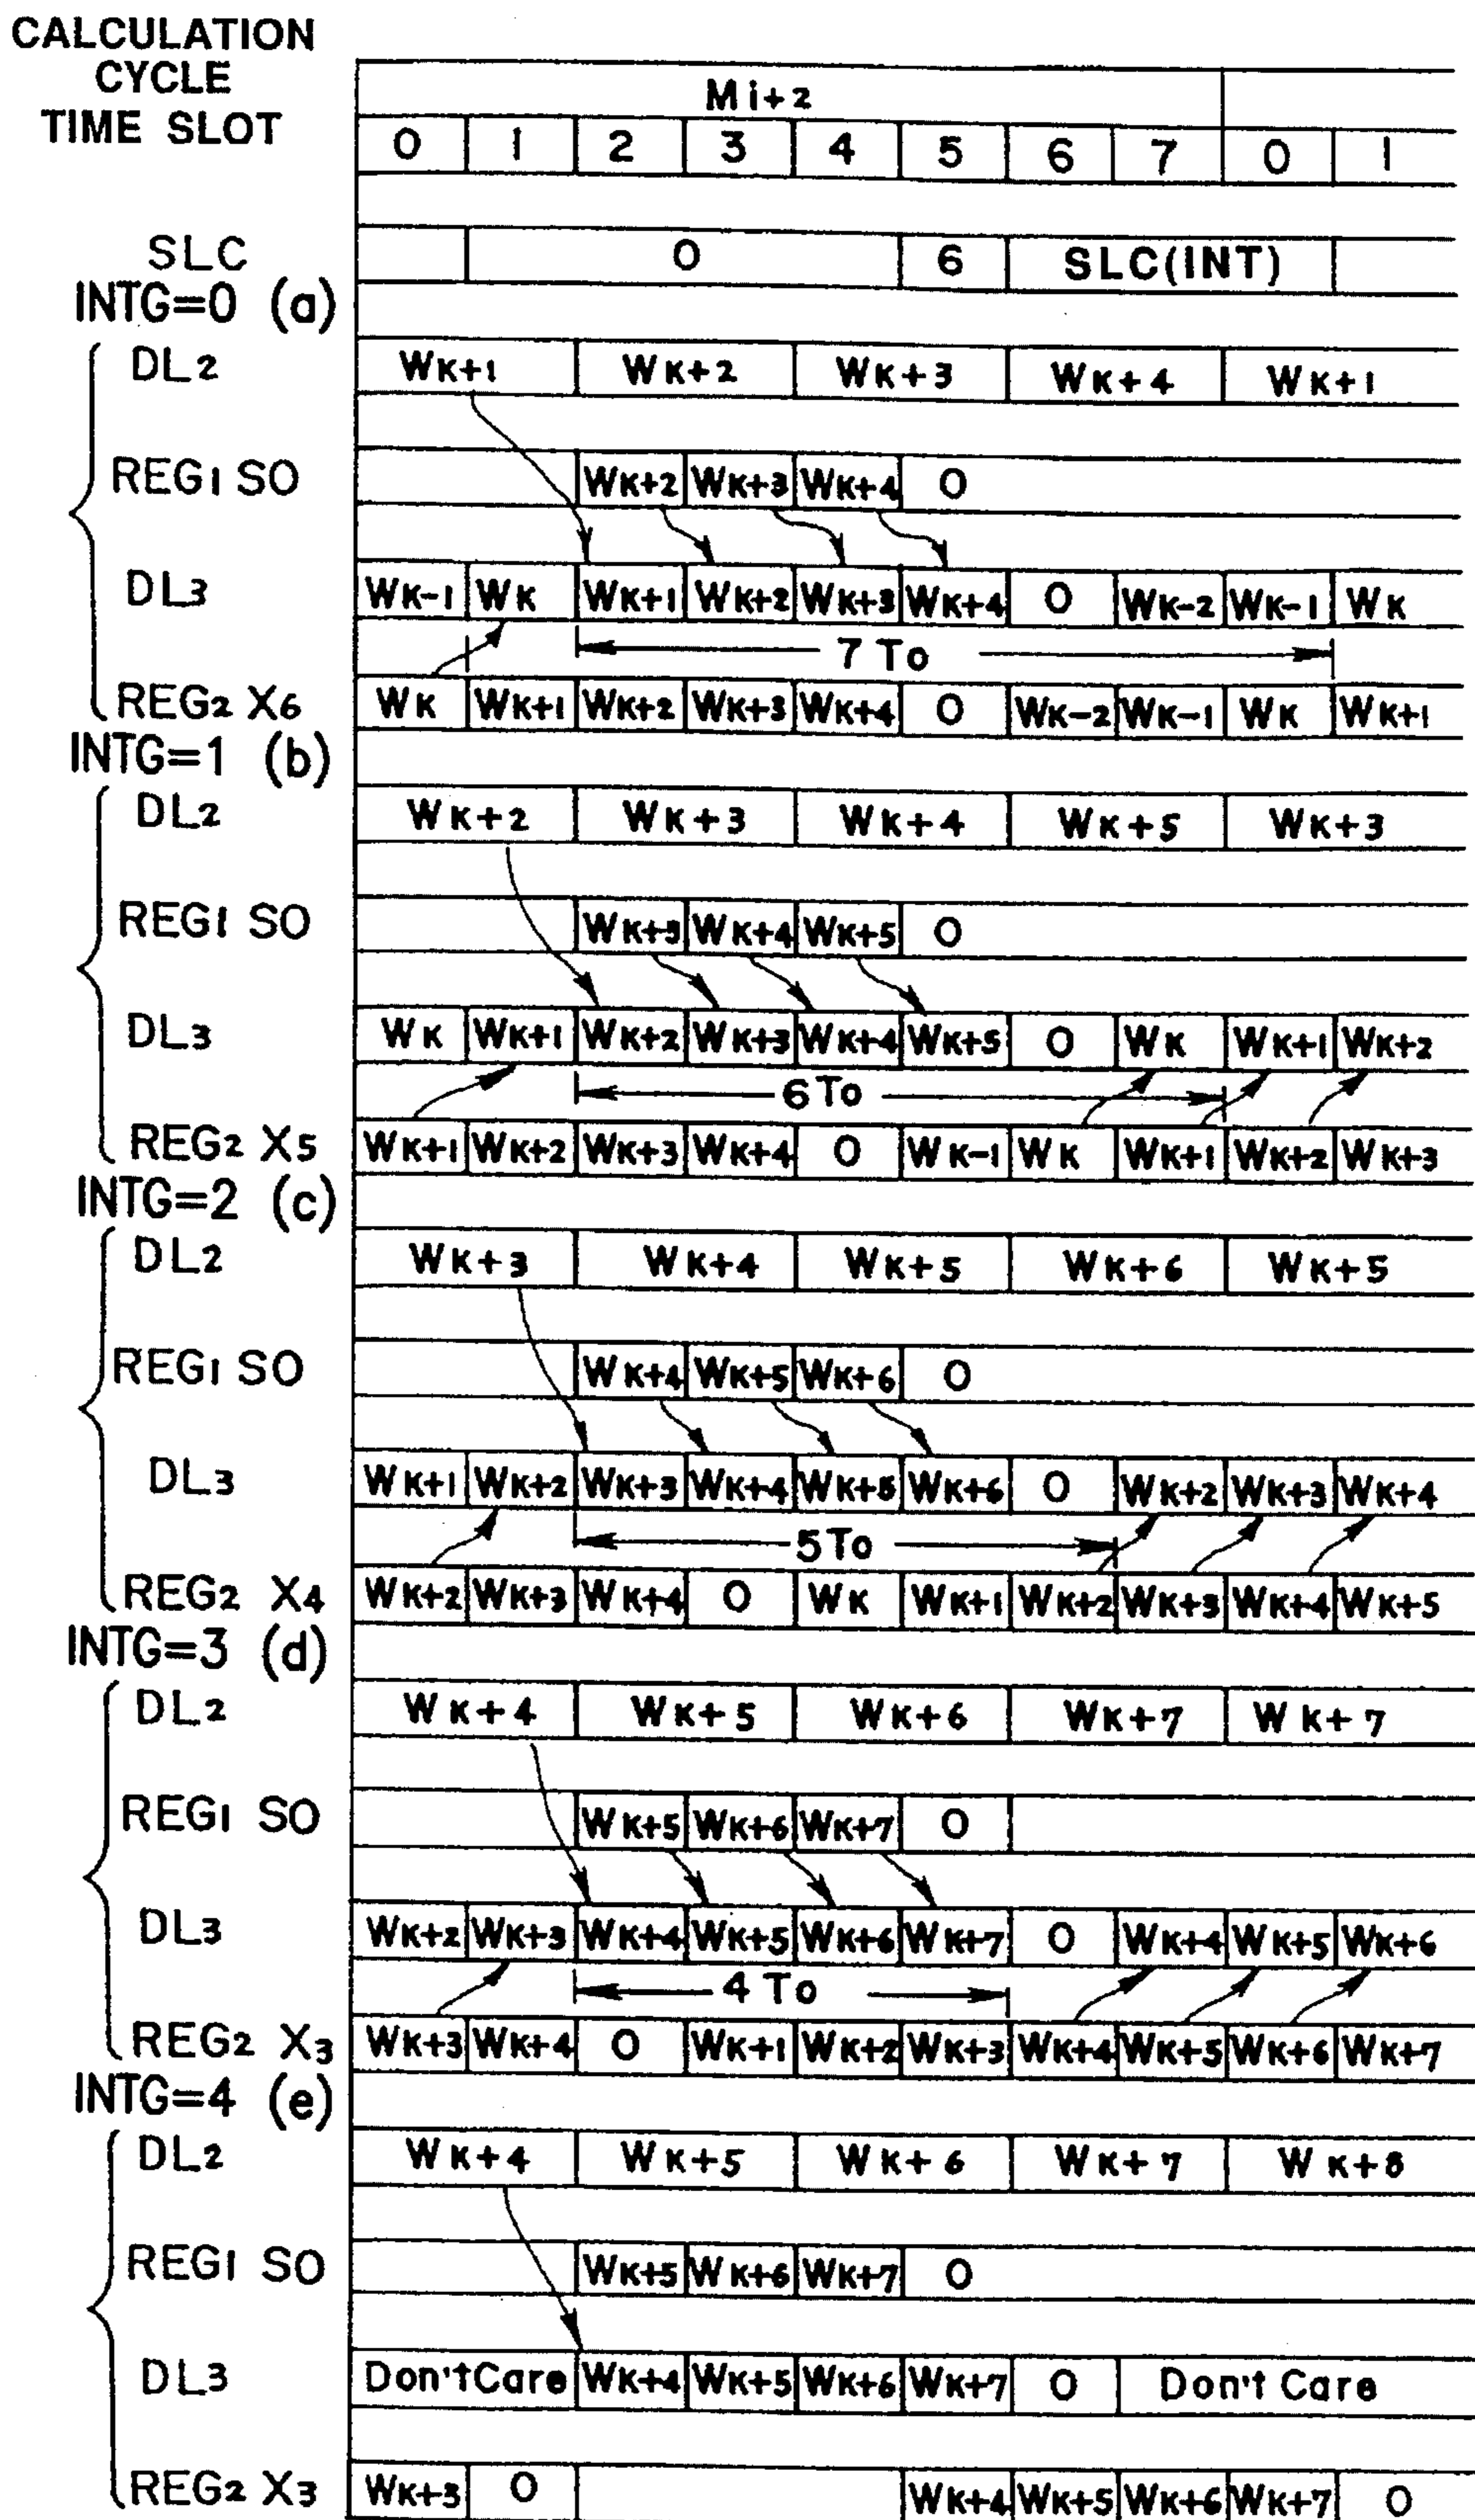 CALCULATION
CYCLE
TIME SLOT
Mi+2
0 1 2 3 4 5 6 7 0 1
SLC 0 6 SLC(INT)
INTG=0 (a)
DL2 WK+1 WK+2 WK+3 WK+4 WK+1
REG1 SO WK+2 WK+3 WK+4 0
DL3 WK-1 WK WK+1 WK+2 WK+3 WK+4 0 WK-2 WK-1 WK
7 To
REG2 X6 WK WK+1 WK+2 WK+3 WK+4 0 WK-2 WK-1 WK WK+1
INTG=1 (b)
DL2 WK+2 WK+3 WK+4 WK+5 WK+3
REG1 SO WK+3 WK+4 WK+5 0
DL3 WK WK+1 WK+2 WK+3 WK+4 WK+5 0 WK WK+1 WK+2
6 To
REG2 X5 WK+1 WK+2 WK+3 WK+4 0 WK-1 WK WK+1 WK+2 WK+3
INTG=2 (c)
DL2 WK+3 WK+4 WK+5 WK+6 WK+5
REG1 SO WK+4 WK+5 WK+6 0
DL3 WK+1 WK+2 WK+3 WK+4 WK+5 WK+6 0 WK+2 WK+3 WK+4
5 To
REG2 X4 WK+2 WK+3 WK+4 0 WK WK+1 WK+2 WK+3 WK+4 WK+5
INTG=3 (d)
DL2 WK+4 WK+5 WK+6 WK+7 WK+7
REG1 SO WK+5 WK+6 WK+7 0
DL3 WK+2 WK+3 WK+4 WK+5 WK+6 WK+7 0 WK+4 WK+5 WK+6
4 To
REG2 X3 WK+3 WK+4 0 WK+1 WK+2 WK+3 WK+4 WK+5 WK+6 WK+7
INTG=4 (e)
DL2 WK+4 WK+5 WK+6 WK+7 WK+8
REG1 SO WK+5 WK+6 WK+7 0
DL3 Don't Care WK+4 WK+5 WK+6 WK+7 0 Don't Care
REG2 X3 WK+3 0 WK+4 WK+5 WK+6 WK+7 0